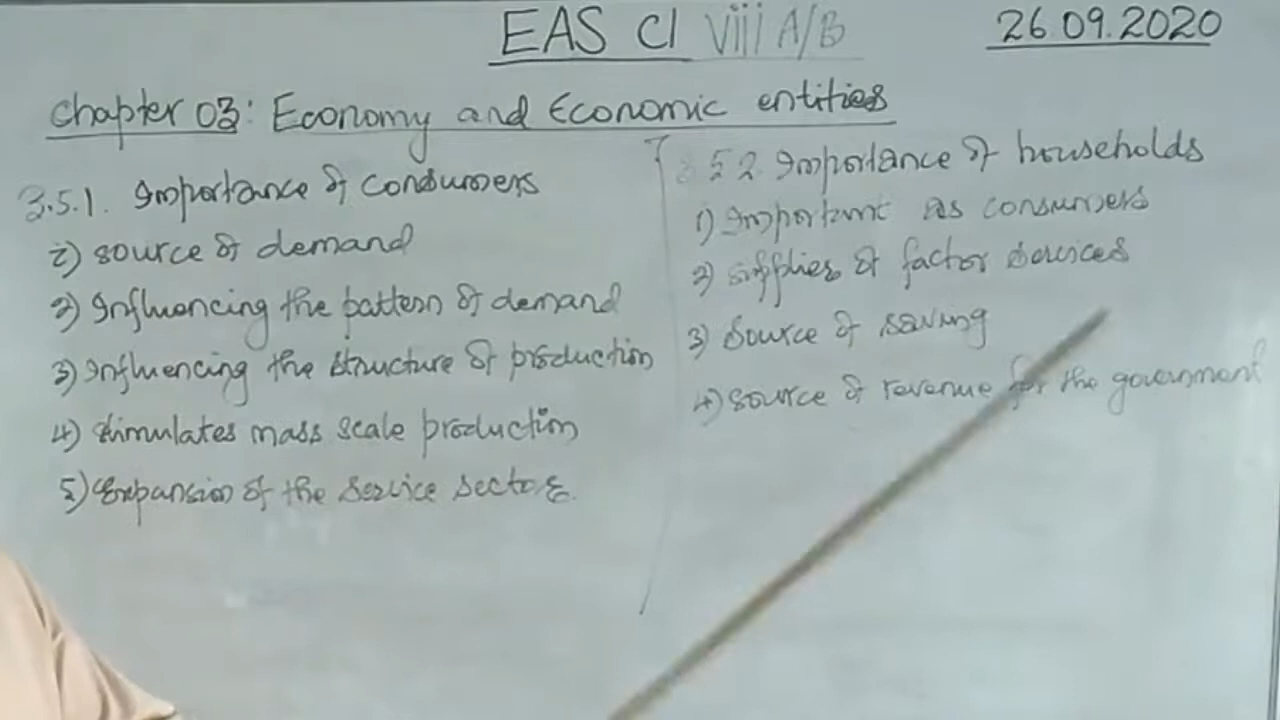 EAS Cl viii A/B
26.09.2020
Chapter 03: Economy and Economic entities
3.5.1. Importance of consumers
i) source of demand
2) Influencing the pattern of demand
3) Influencing the structure of production
4) stimulates mass scale production
5) Expansion of the service sector.
3.5.2 Importance of households
1) Important as consumers
2) suppliers of factor services
3) Source of saving
4) source of revenue for the government